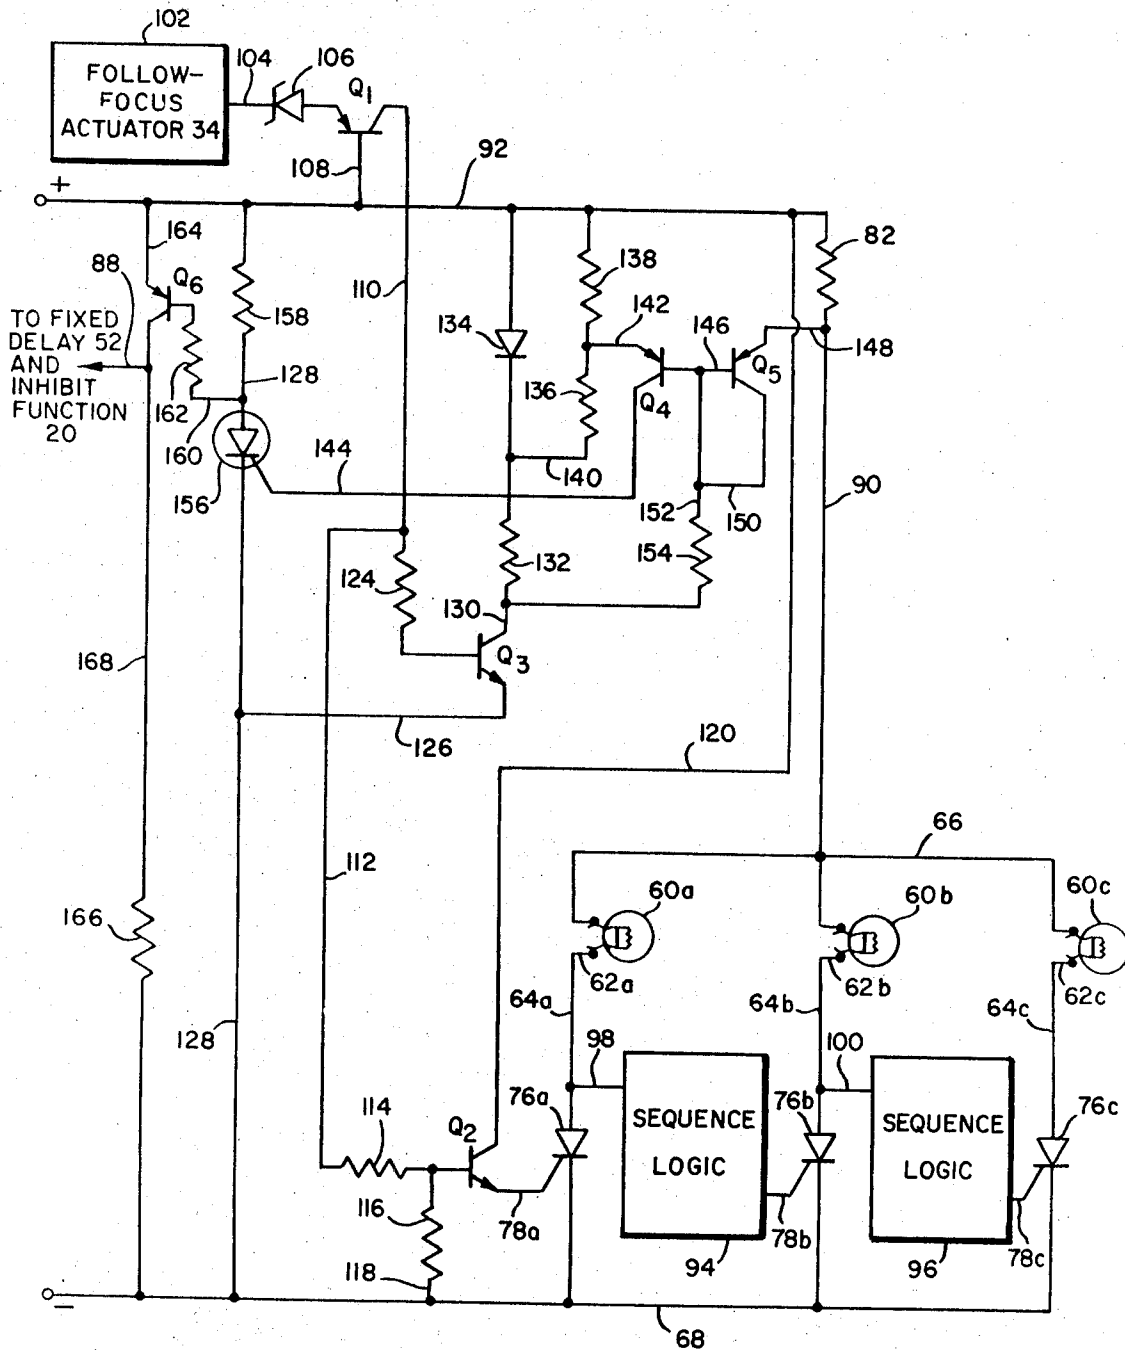 102
FOLLOW-
FOCUS
ACTUATOR 34
104
106
Q1
108
92
+
164
88
Q6
158
110
138
142
82
134
146
148
TO FIXED
DELAY 52
AND
INHIBIT
FUNCTION
20
162
128
160
136
Q4
Q5
144
140
156
152
150
90
154
132
124
130
Q3
168
126
120
112
66
60a
60b
60c
166
62a
62b
62c
64a
64b
64c
128
98
100
76a
76b
76c
114
Q2
SEQUENCE
LOGIC
SEQUENCE
LOGIC
116
78a
78b
78c
118
94
96
–
68